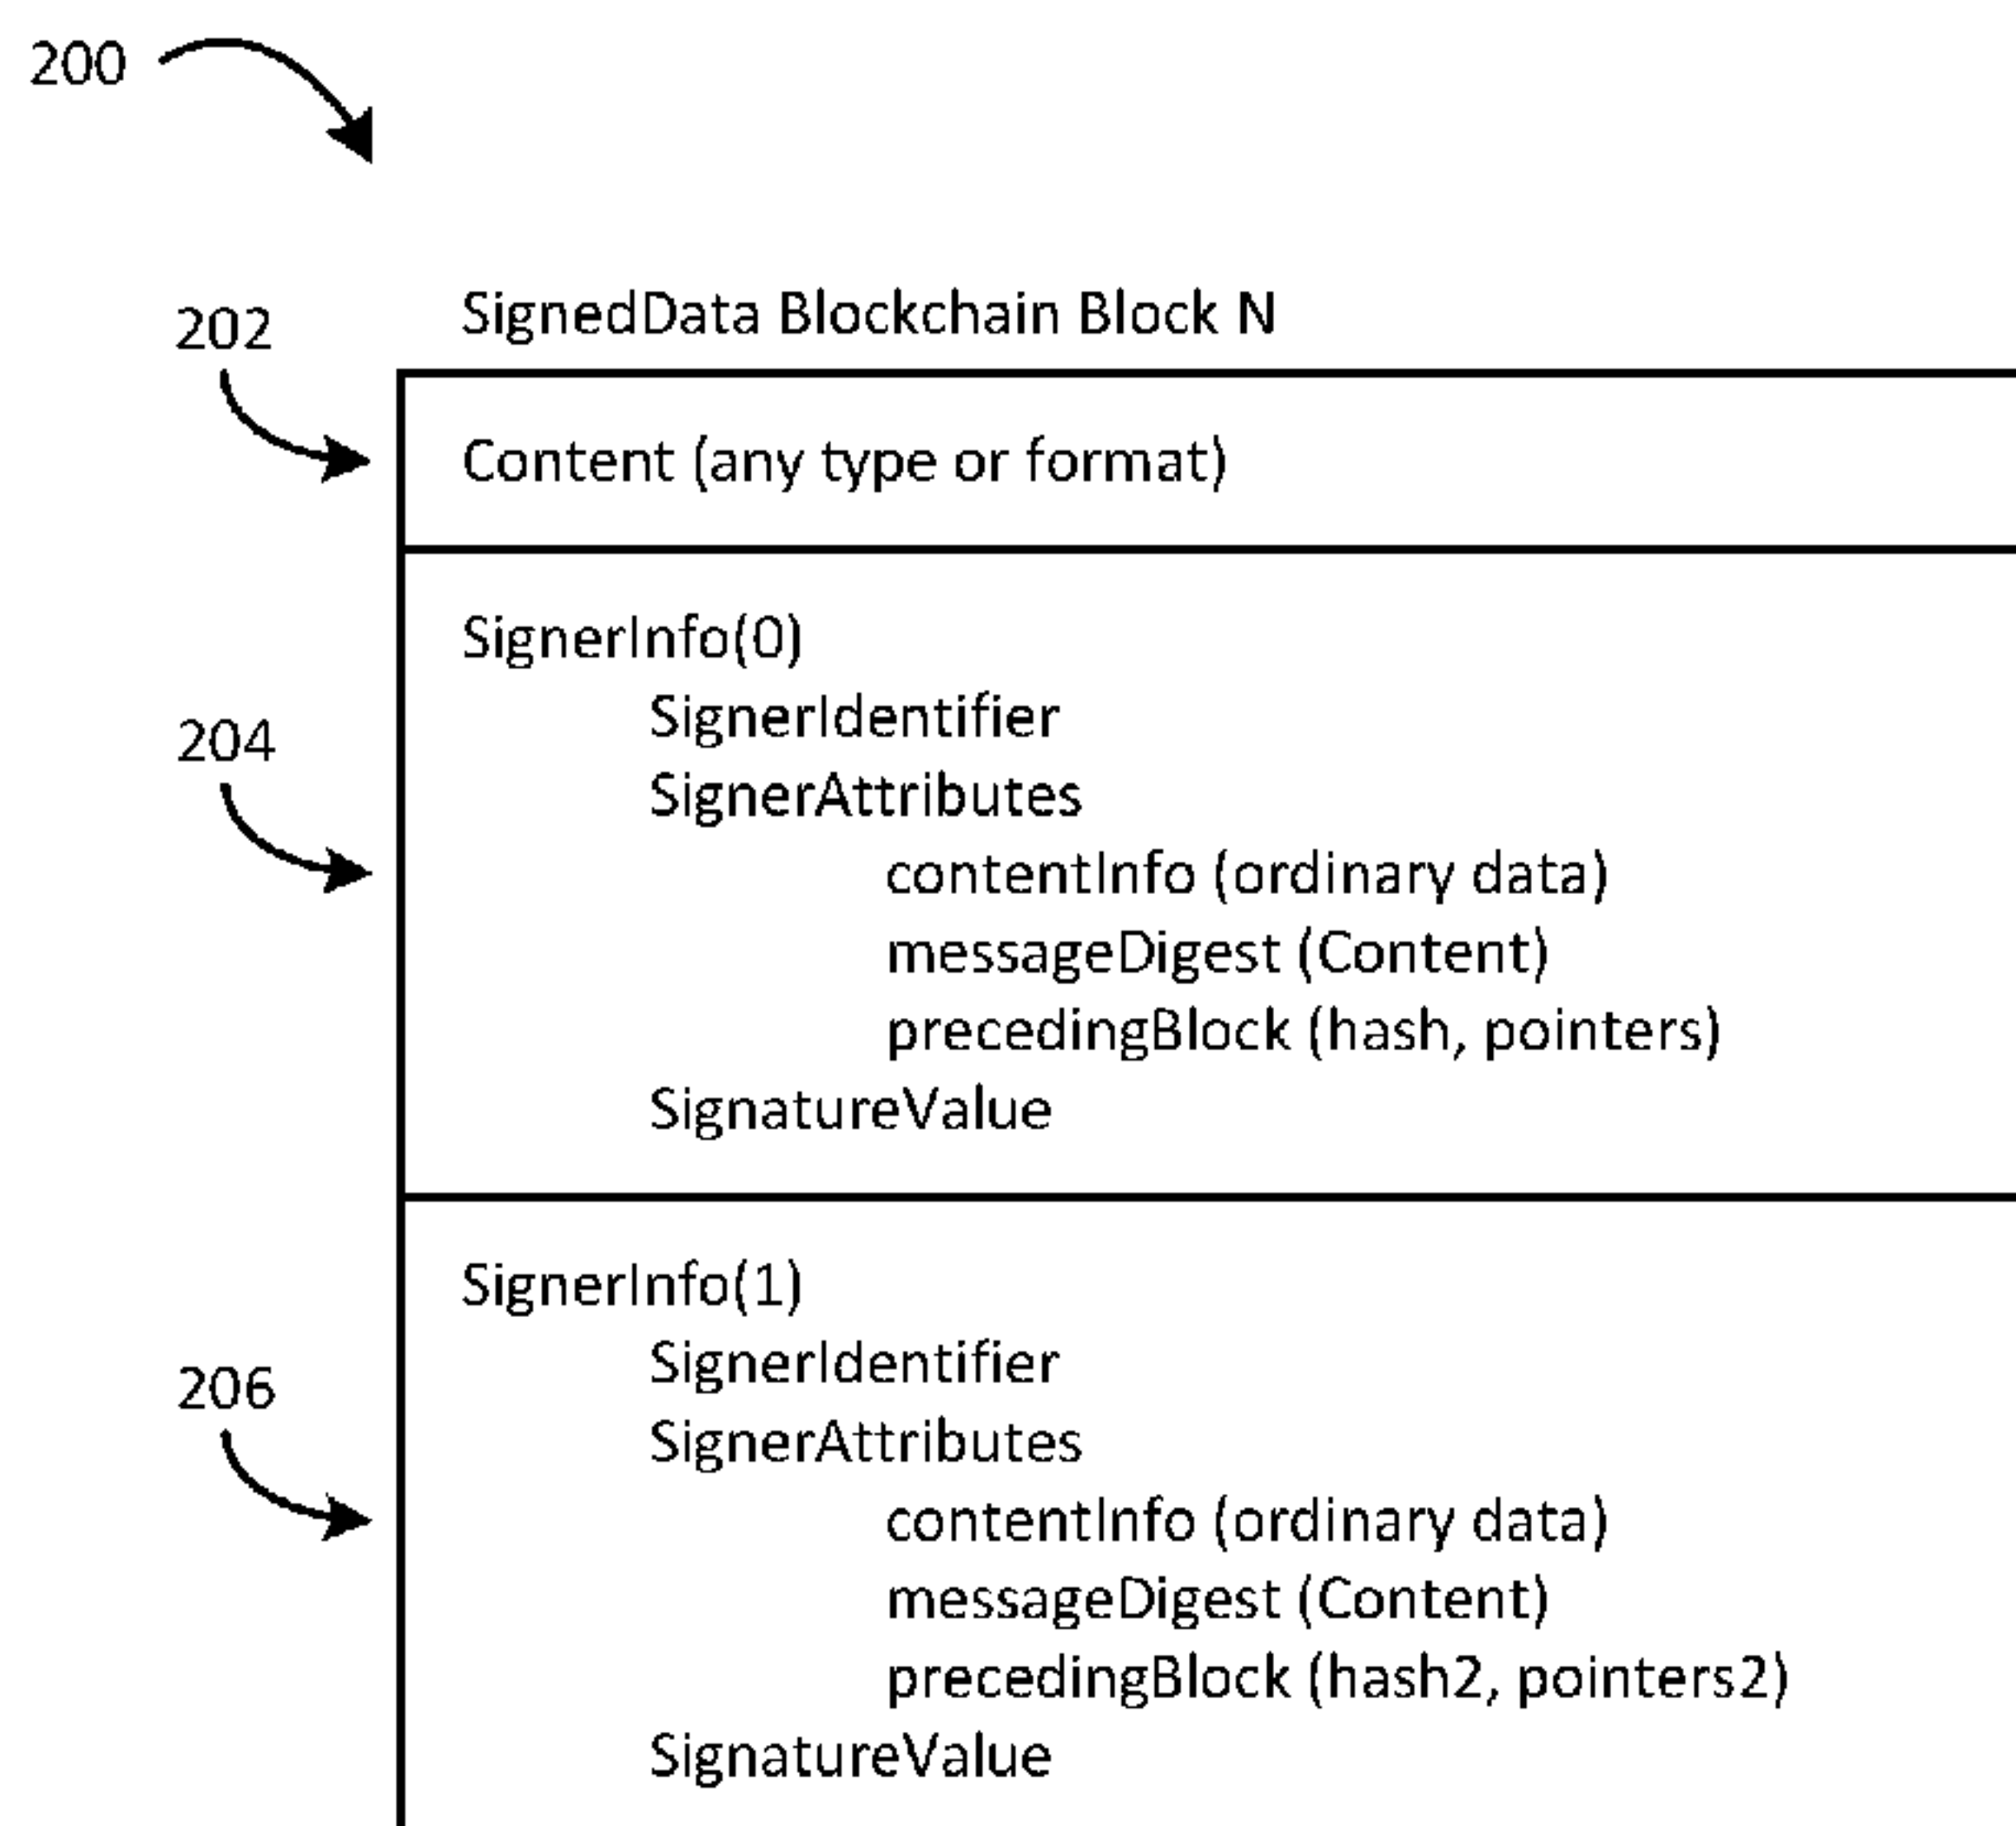 200
SignedData Blockchain Block N
202
Content (any type or format)
SignerInfo(0)
SignerIdentifier
204
SignerAttributes
contentInfo (ordinary data)
messageDigest (Content)
precedingBlock (hash, pointers)
SignatureValue
SignerInfo(1)
SignerIdentifier
206
SignerAttributes
contentInfo (ordinary data)
messageDigest (Content)
precedingBlock (hash2, pointers2)
SignatureValue